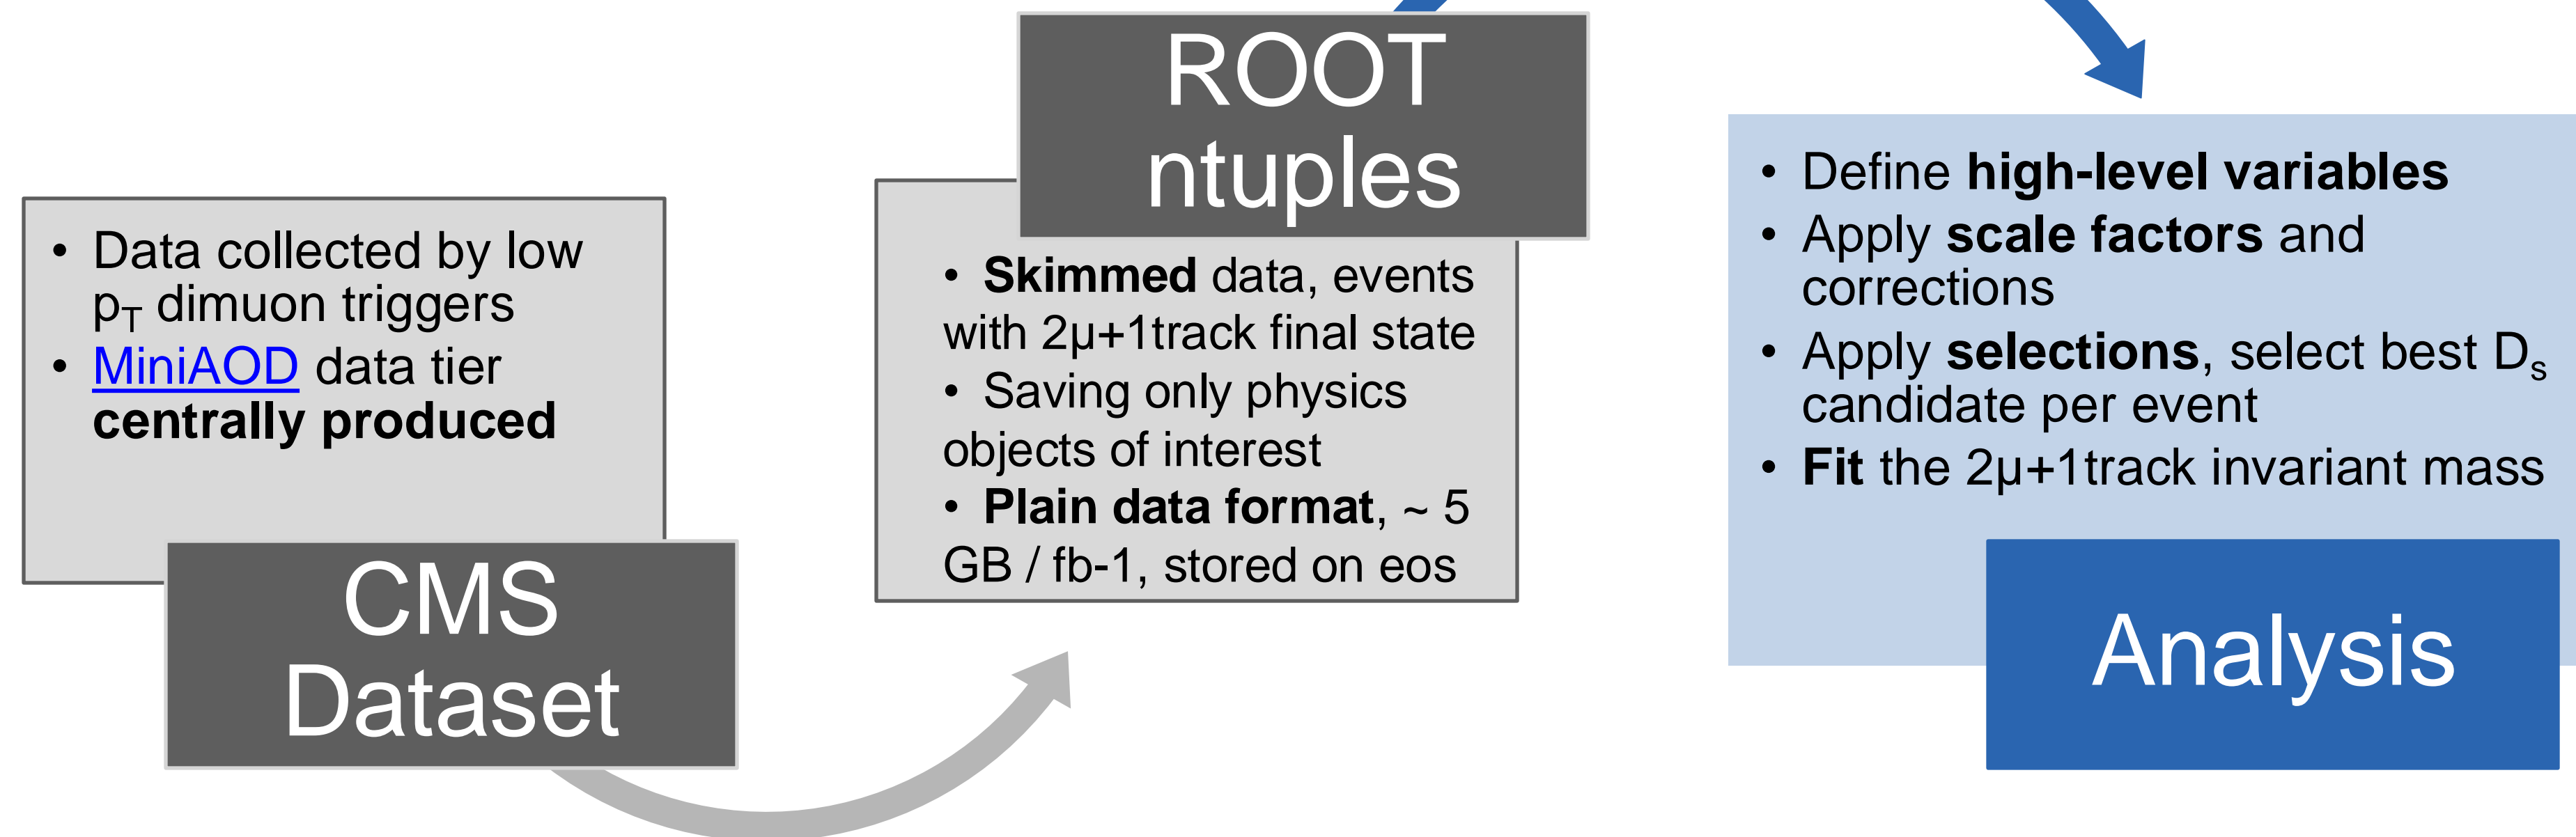 • Data collected by low
pT dimuon triggers
• MiniAOD data tier
centrally produced
CMS
Dataset
ROOT
ntuples
• Skimmed data, events
with 2µ+1track final state
• Saving only physics
objects of interest
• Plain data format, ~ 5
GB / fb-1, stored on eos
• Define high-level variables
• Apply scale factors and
corrections
• Apply selections, select best Ds
candidate per event
• Fit the 2µ+1track invariant mass
Analysis